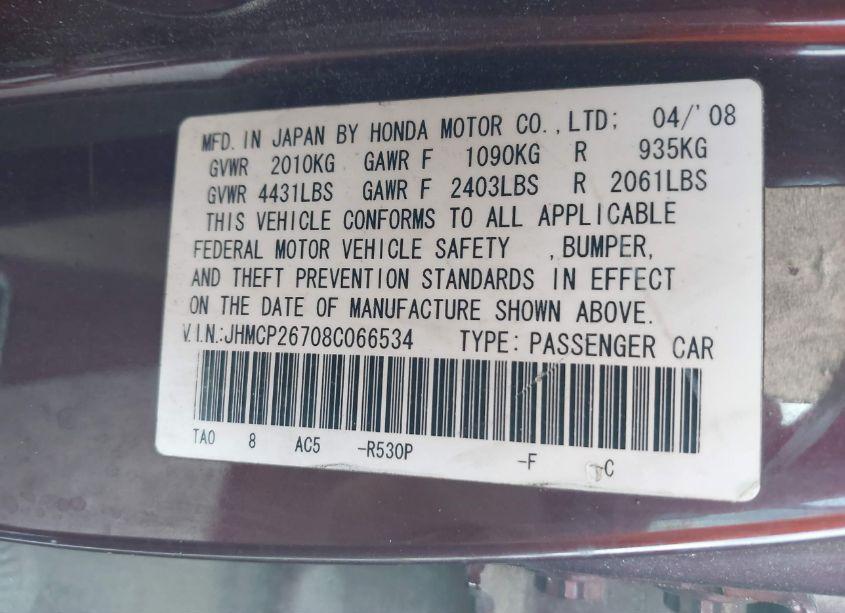 MFD. IN JAPAN BY HONDA MOTOR CO., LTD; 04/'08
GVWR 2010KG GAWR F 1090KG R 935KG
GVWR 4431LBS GAWR F 2403LBS R 2061LBS
THIS VEHICLE CONFORMS TO ALL APPLICABLE
FEDERAL MOTOR VEHICLE SAFETY , BUMPER,
AND THEFT PREVENTION STANDARDS IN EFFECT
ON THE DATE OF MANUFACTURE SHOWN ABOVE.
V.I.N.:JHMCP26708C066534 TYPE: PASSENGER CAR
TA0 8 AC5 -R530P -F -C